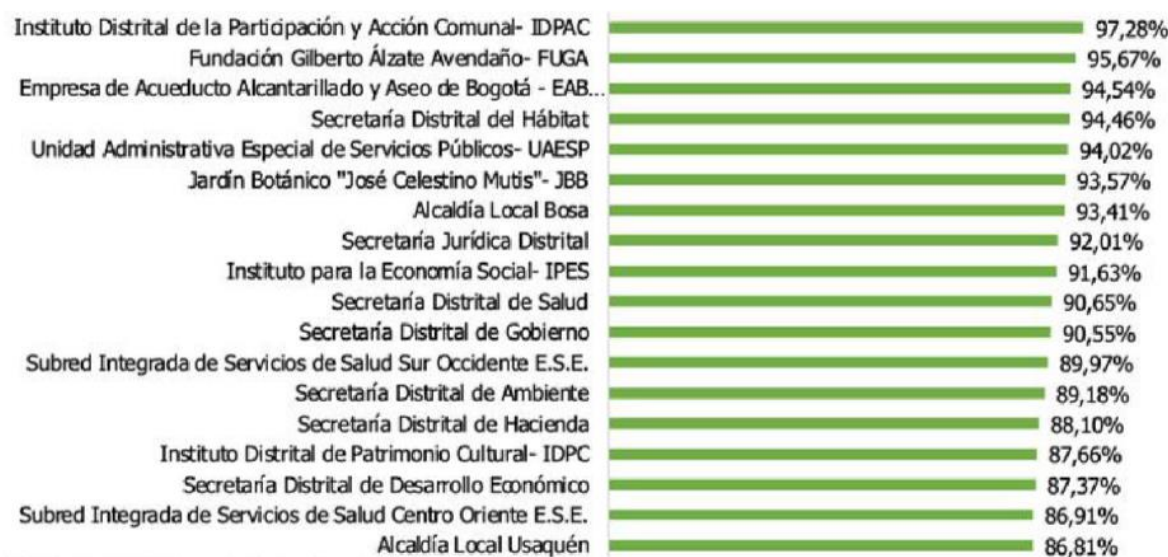 Instituto Distrital de la Participación y Acción Comunal- IDPAC 97,28%
Fundación Gilberto Álzate Avendaño- FUGA 95,67%
Empresa de Acueducto Alcantarillado y Aseo de Bogotá - EAB... 94,54%
Secretaría Distrital del Hábitat 94,46%
Unidad Administrativa Especial de Servicios Públicos- UAESP 94,02%
Jardín Botánico "José Celestino Mutis"- JBB 93,57%
Alcaldía Local Bosa 93,41%
Secretaría Jurídica Distrital 92,01%
Instituto para la Economía Social- IPES 91,63%
Secretaría Distrital de Salud 90,65%
Secretaría Distrital de Gobierno 90,55%
Subred Integrada de Servicios de Salud Sur Occidente E.S.E. 89,97%
Secretaría Distrital de Ambiente 89,18%
Secretaría Distrital de Hacienda 88,10%
Instituto Distrital de Patrimonio Cultural- IDPC 87,66%
Secretaría Distrital de Desarrollo Económico 87,37%
Subred Integrada de Servicios de Salud Centro Oriente E.S.E. 86,91%
Alcaldía Local Usaquén 86,81%